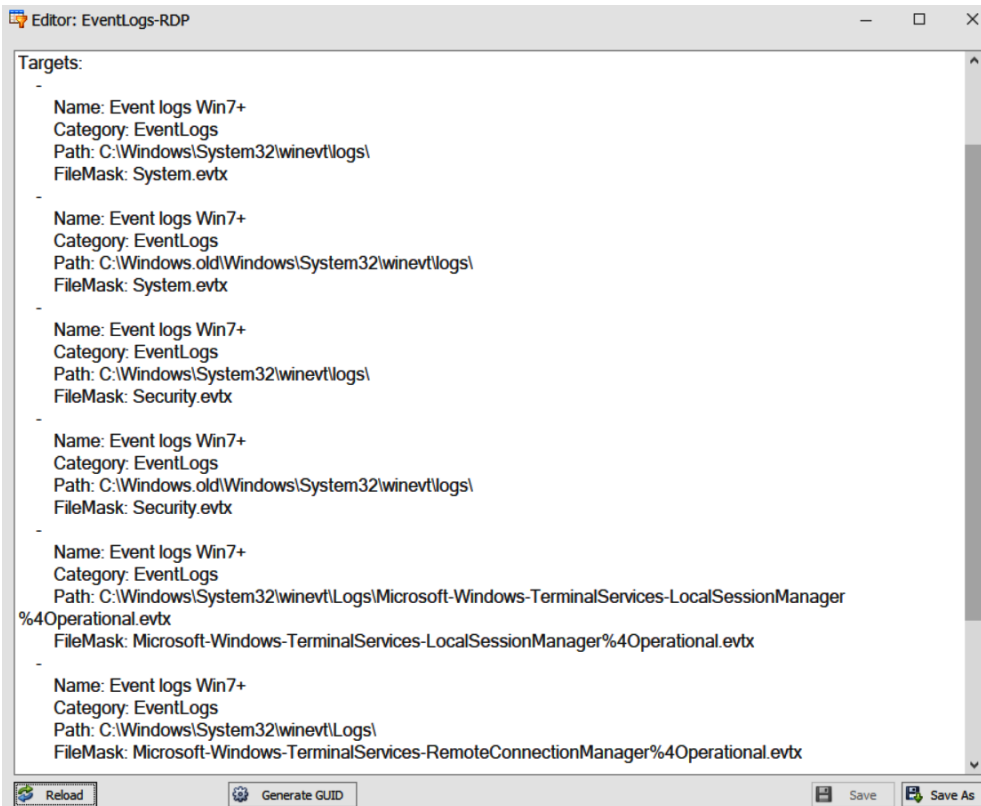 Editor: EventLogs-RDP
Targets:
-
Name: Event logs Win7+
Category: EventLogs
Path: C:\Windows\System32\winevt\logs\
FileMask: System.evtx
-
Name: Event logs Win7+
Category: EventLogs
Path: C:\Windows.old\Windows\System32\winevt\logs\
FileMask: System.evtx
-
Name: Event logs Win7+
Category: EventLogs
Path: C:\Windows\System32\winevt\logs\
FileMask: Security.evtx
-
Name: Event logs Win7+
Category: EventLogs
Path: C:\Windows.old\Windows\System32\winevt\logs\
FileMask: Security.evtx
-
Name: Event logs Win7+
Category: EventLogs
Path: C:\Windows\System32\winevt\Logs\Microsoft-Windows-TerminalServices-LocalSessionManager
%4Operational.evtx
FileMask: Microsoft-Windows-TerminalServices-LocalSessionManager%4Operational.evtx
-
Name: Event logs Win7+
Category: EventLogs
Path: C:\Windows\System32\winevt\Logs\
FileMask: Microsoft-Windows-TerminalServices-RemoteConnectionManager%4Operational.evtx
Reload Generate GUID Save Save As